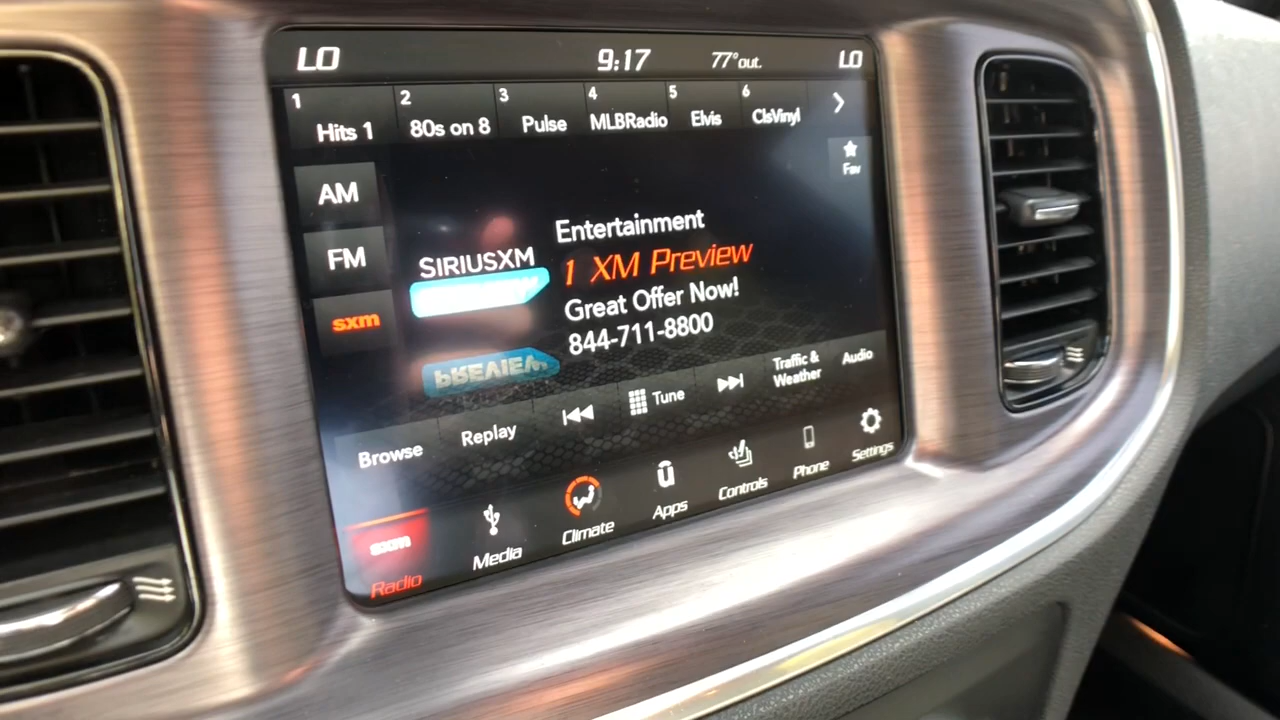 LO 9:17 77°out. LO
1 2 3 4 5 6
Hits 1 80s on 8 Pulse MLBRadio Elvis ClsVinyl
AM
Fav
FM
sxm
SIRIUSXM
PREVIEW
Entertainment
1 XM Preview
Great Offer Now!
844-711-8800
Browse Replay Tune Traffic &
Weather Audio
sxm
Radio Media Climate Apps Controls Phone Settings